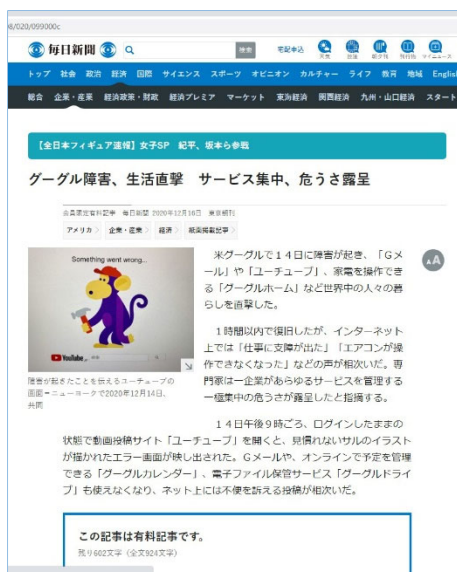 8/020/099000c
毎日新聞
検索
宅配申込
トップ 社会 政治 経済 国際 サイエンス スポーツ オピニオン カルチャー ライフ 教育 地域 English
総合 企業・産業 経済政策・財政 経済プレミア マーケット 東海経済 関西経済 九州・山口経済 スタート
【全日本フィギュア速報】女子SP 紀平、坂本ら参戦
グーグル障害、生活直撃 サービス集中、危うさ露呈
会員限定有料記事 毎日新聞 2020年12月16日 東京朝刊
アメリカ 企業・産業 経済 紙面掲載記事
Something went wrong...
YouTube
障害が起きたことを伝えるユーチューブの
画面=ニューヨークで2020年12月14日、
共同
米グーグルで14日に障害が起き、「Gメ
ール」や「ユーチューブ」、家電を操作でき
る「グーグルホーム」など世界中の人々の暮
らしを直撃した。
1時間以内で復旧したが、インターネット
上では「仕事に支障が出た」「エアコンが操
作できなくなった」などの声が相次いだ。専
門家は一企業があらゆるサービスを管理する
一極集中の危うさが露呈したと指摘する。
14日午後9時ごろ、ログインしたままの
状態で動画投稿サイト「ユーチューブ」を開くと、見慣れないサルのイラスト
が描かれたエラー画面が映し出された。Gメールや、オンラインで予定を管理
できる「グーグルカレンダー」、電子ファイル保管サービス「グーグルドライ
ブ」も使えなくなり、ネット上には不便を訴える投稿が相次いだ。
AA
この記事は有料記事です。
残り602文字(全文924文字)